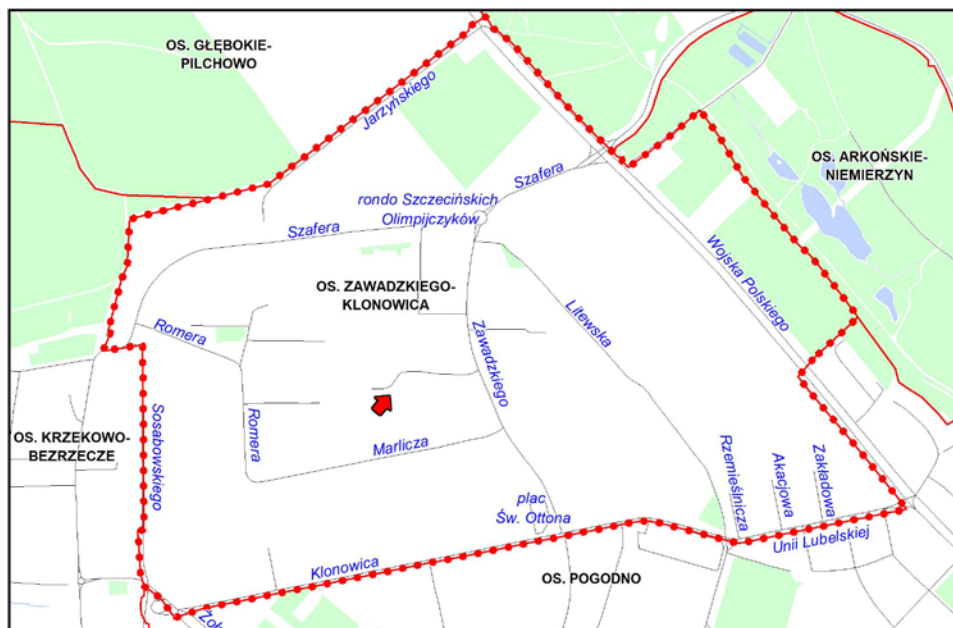 OS. GŁĘBOKIE-
PILCHOWO
Jarzyńskiego
OS. ARKOŃSKIE-
NIEMIERZYN
Szafera
rondo Szczecińskich
Olimpijczyków
Szafera
Wojska Polskiego
OS. ZAWADZKIEGO-
KLONOWICA
Litewska
Romera
Zawadzkiego
Sosabowskiego
Romera
OS. KRZEKOWO-
BEZRZECZE
Marlicza
Rzemieślnicza
Akacjowa
Zakładowa
plac
Św. Ottona
Unii Lubelskiej
Klonowica
OS. POGODNO